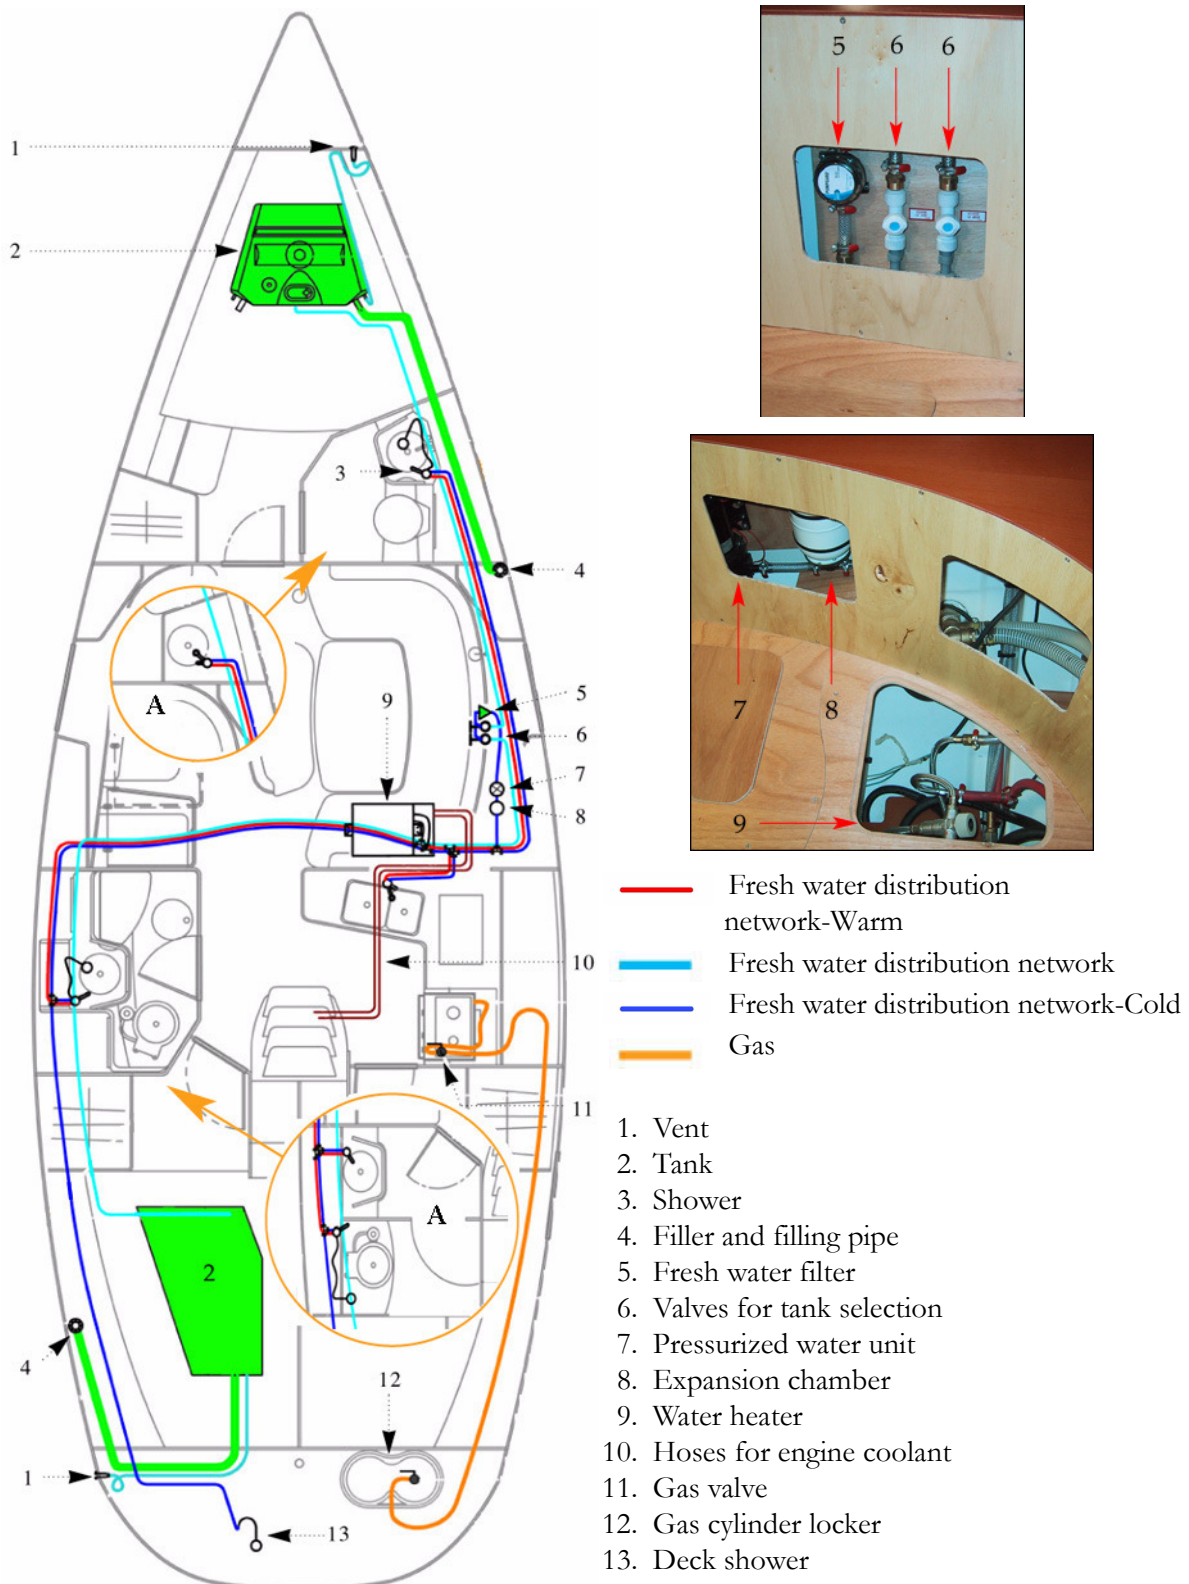 1
2
3
4
5
6
7
8
9
10
11
12
13
A
A
2
4
1
5 6 6
7 8
9
Fresh water distribution
network-Warm
Fresh water distribution network
Fresh water distribution network-Cold
Gas
1. Vent
2. Tank
3. Shower
4. Filler and filling pipe
5. Fresh water filter
6. Valves for tank selection
7. Pressurized water unit
8. Expansion chamber
9. Water heater
10. Hoses for engine coolant
11. Gas valve
12. Gas cylinder locker
13. Deck shower